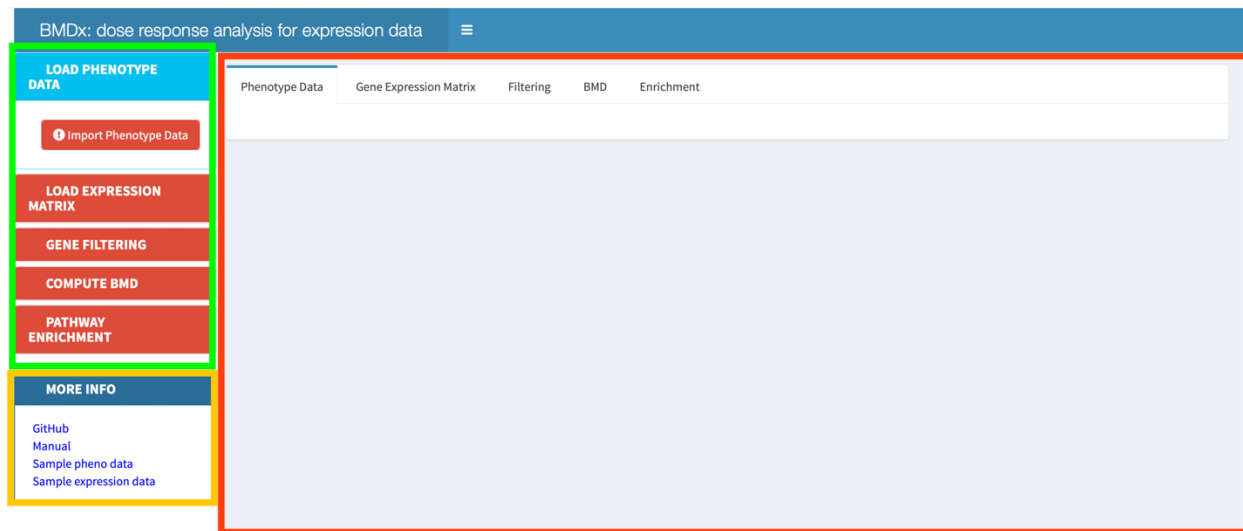 BMDx: dose response analysis for expression data
LOAD PHENOTYPE
DATA
Import Phenotype Data
LOAD EXPRESSION
MATRIX
GENE FILTERING
COMPUTE BMD
PATHWAY
ENRICHMENT
MORE INFO
GitHub
Manual
Sample pheno data
Sample expression data
Phenotype Data Gene Expression Matrix Filtering BMD Enrichment